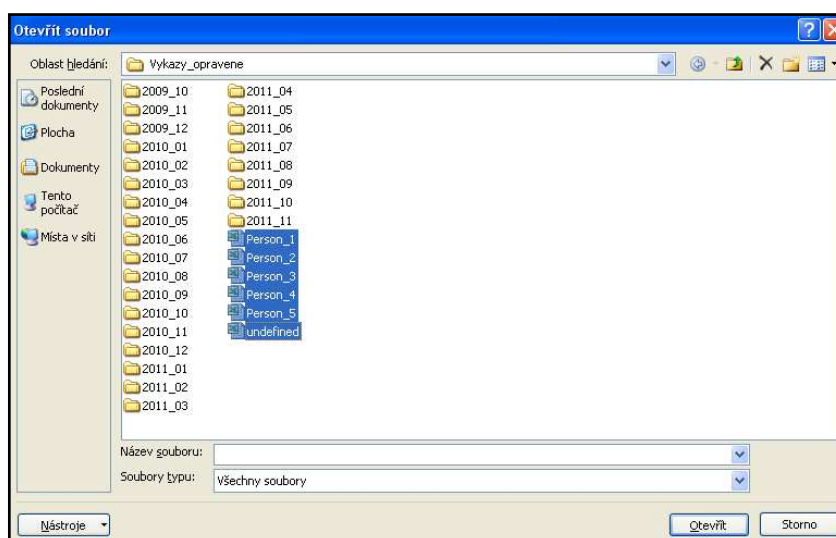 Otevřít soubor
Oblast hledání: Vykazy_opravene
Poslední
dokumenty
Plocha
Dokumenty
Tento
počítač
Místa v síti
2009_10
2009_11
2009_12
2010_01
2010_02
2010_03
2010_04
2010_05
2010_06
2010_07
2010_08
2010_09
2010_10
2010_11
2010_12
2011_01
2011_02
2011_03
2011_04
2011_05
2011_06
2011_07
2011_08
2011_09
2011_10
2011_11
Person_1
Person_2
Person_3
Person_4
Person_5
undefined
Název souboru:
Soubory typu: Všechny soubory
Nástroje
Otevřít
Storno